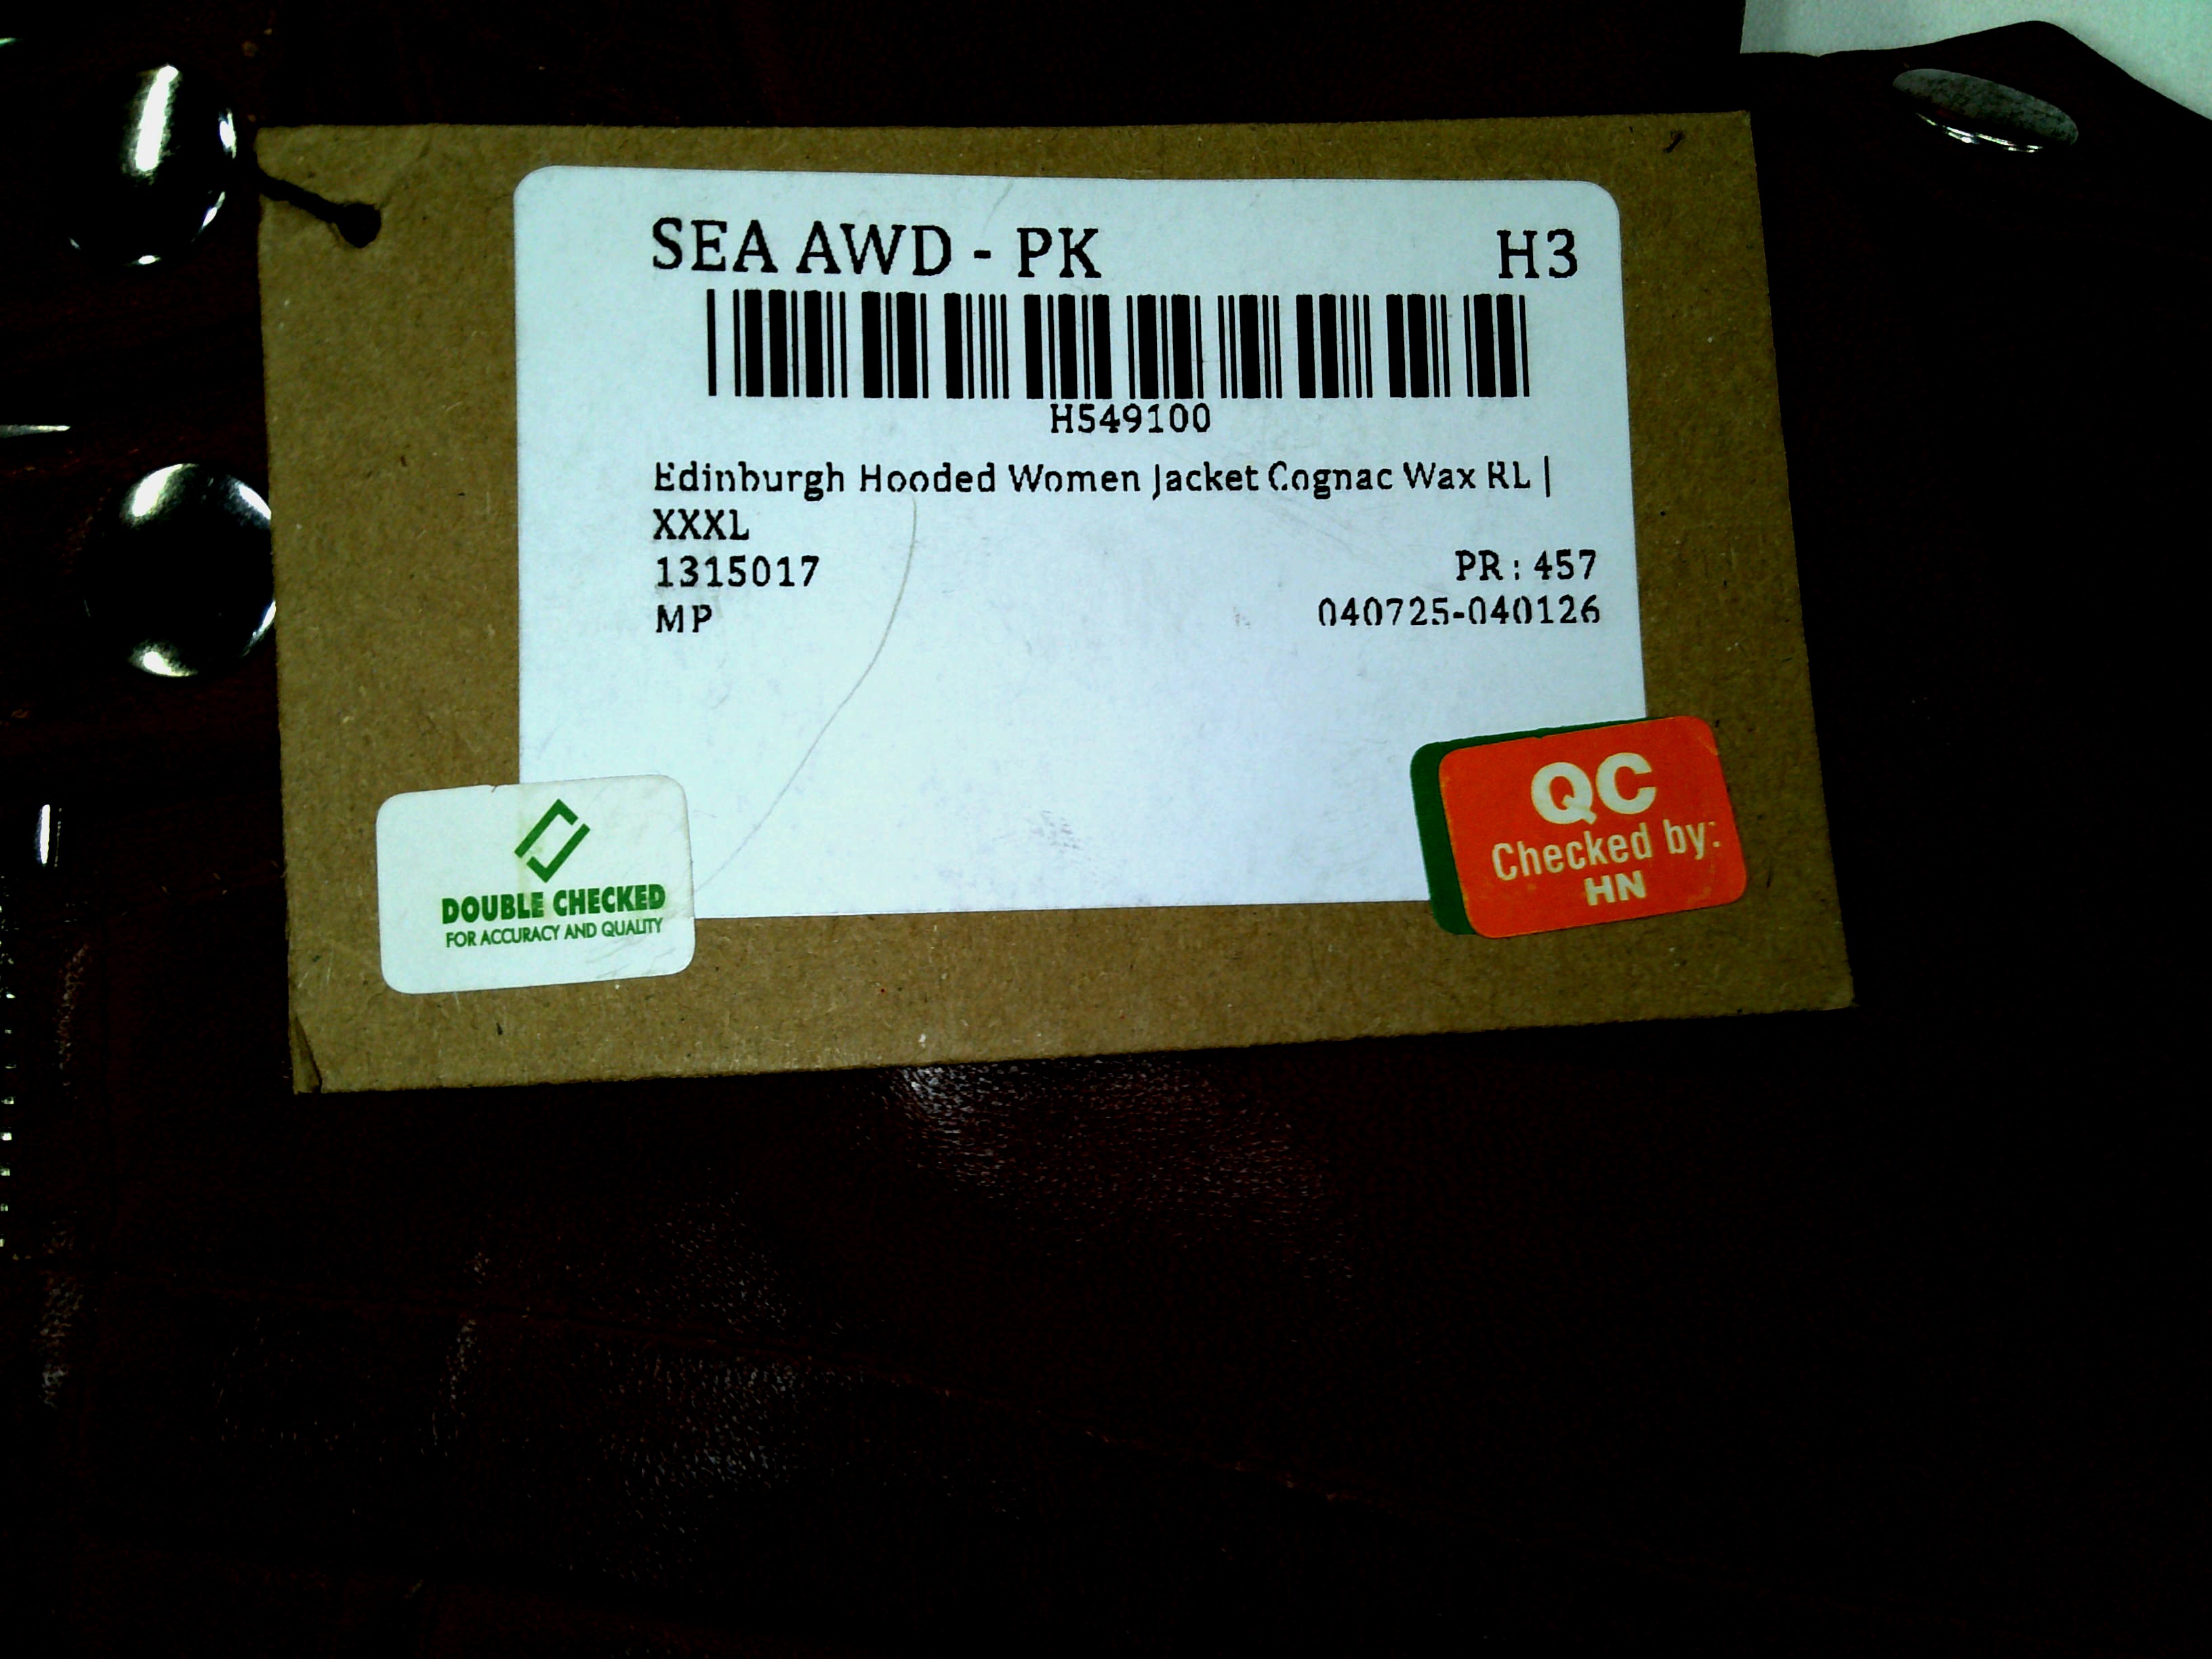 SEA AWD - PK H3
H549100
Edinburgh Hooded Women Jacket Cognac Wax RL |
XXXL
1315017 PR : 457
MP 040725-040126
QC
Checked by:
HN
DOUBLE CHECKED
FOR ACCURACY AND QUALITY